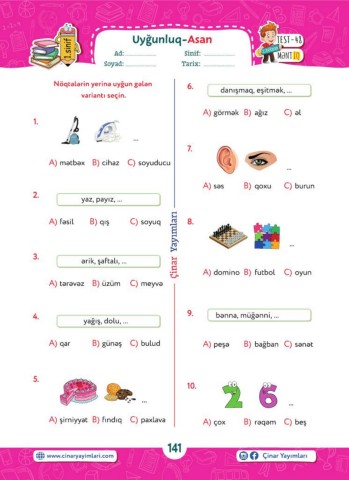 1.sinif
Uyğunluq-Asan
TEST-48
MƏNTİQ
Ad:
Sinif:
Soyad:
Tarix:
Nöqtələrin yerinə uyğun gələn
variantı seçin.
1.
...
A) mətbəx B) cihaz C) soyuducu
2.
yaz, payız, ...
A) fəsil B) qış C) soyuq
3.
ərik, şaftalı, ...
A) tərəvəz B) üzüm C) meyvə
4.
yağış, dolu, ...
A) qar B) günəş C) bulud
5.
...
A) şirniyyat B) fındıq C) paxlava
Çinar Yayımları
6.
danışmaq, eşitmək, ...
A) görmək B) ağız C) əl
7.
...
A) səs B) qoxu C) burun
8.
...
A) domino B) futbol C) oyun
9.
bənna, müğənni, ...
A) peşə B) bağban C) sənət
10.
2 6
...
A) çox B) rəqəm C) beş
141
www.cinaryayimlari.com
Çinar Yayımları